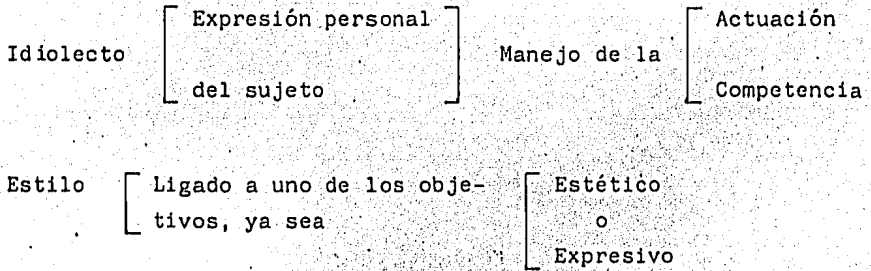 Expresión personal Actuación
Idiolecto Manejo de la
del sujeto Competencia
Estilo Ligado a uno de los obje- Estético
tivos, ya sea o
Expresivo